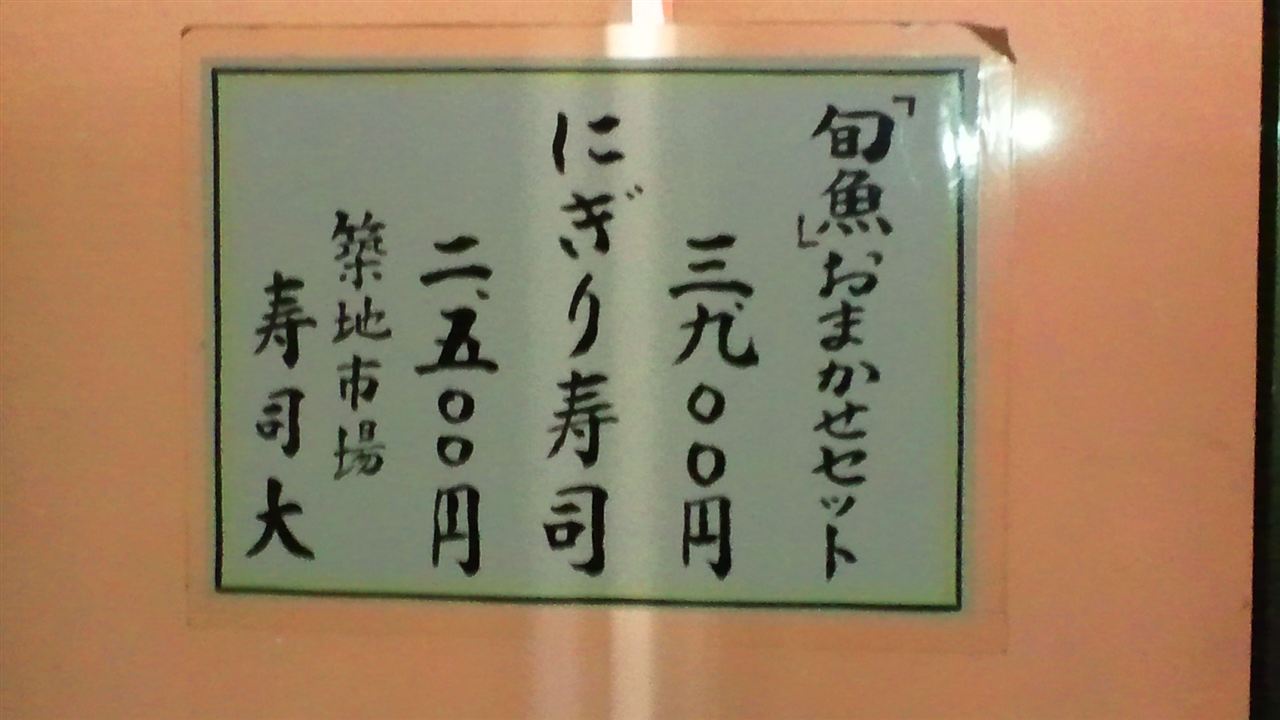 「旬魚」おまかせセット
三、九〇〇円
にぎり寿司
二、五〇〇円
築地市場
寿司大